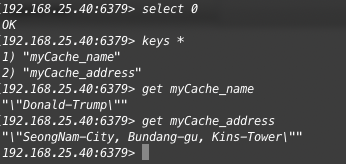 192.168.25.40:6379> select 0
OK
192.168.25.40:6379> keys *
1) "myCache_name"
2) "myCache_address"
192.168.25.40:6379> get myCache_name
"\"Donald-Trump\""
192.168.25.40:6379> get myCache_address
"\"SeongNam-City, Bundang-gu, Kins-Tower\""
192.168.25.40:6379>